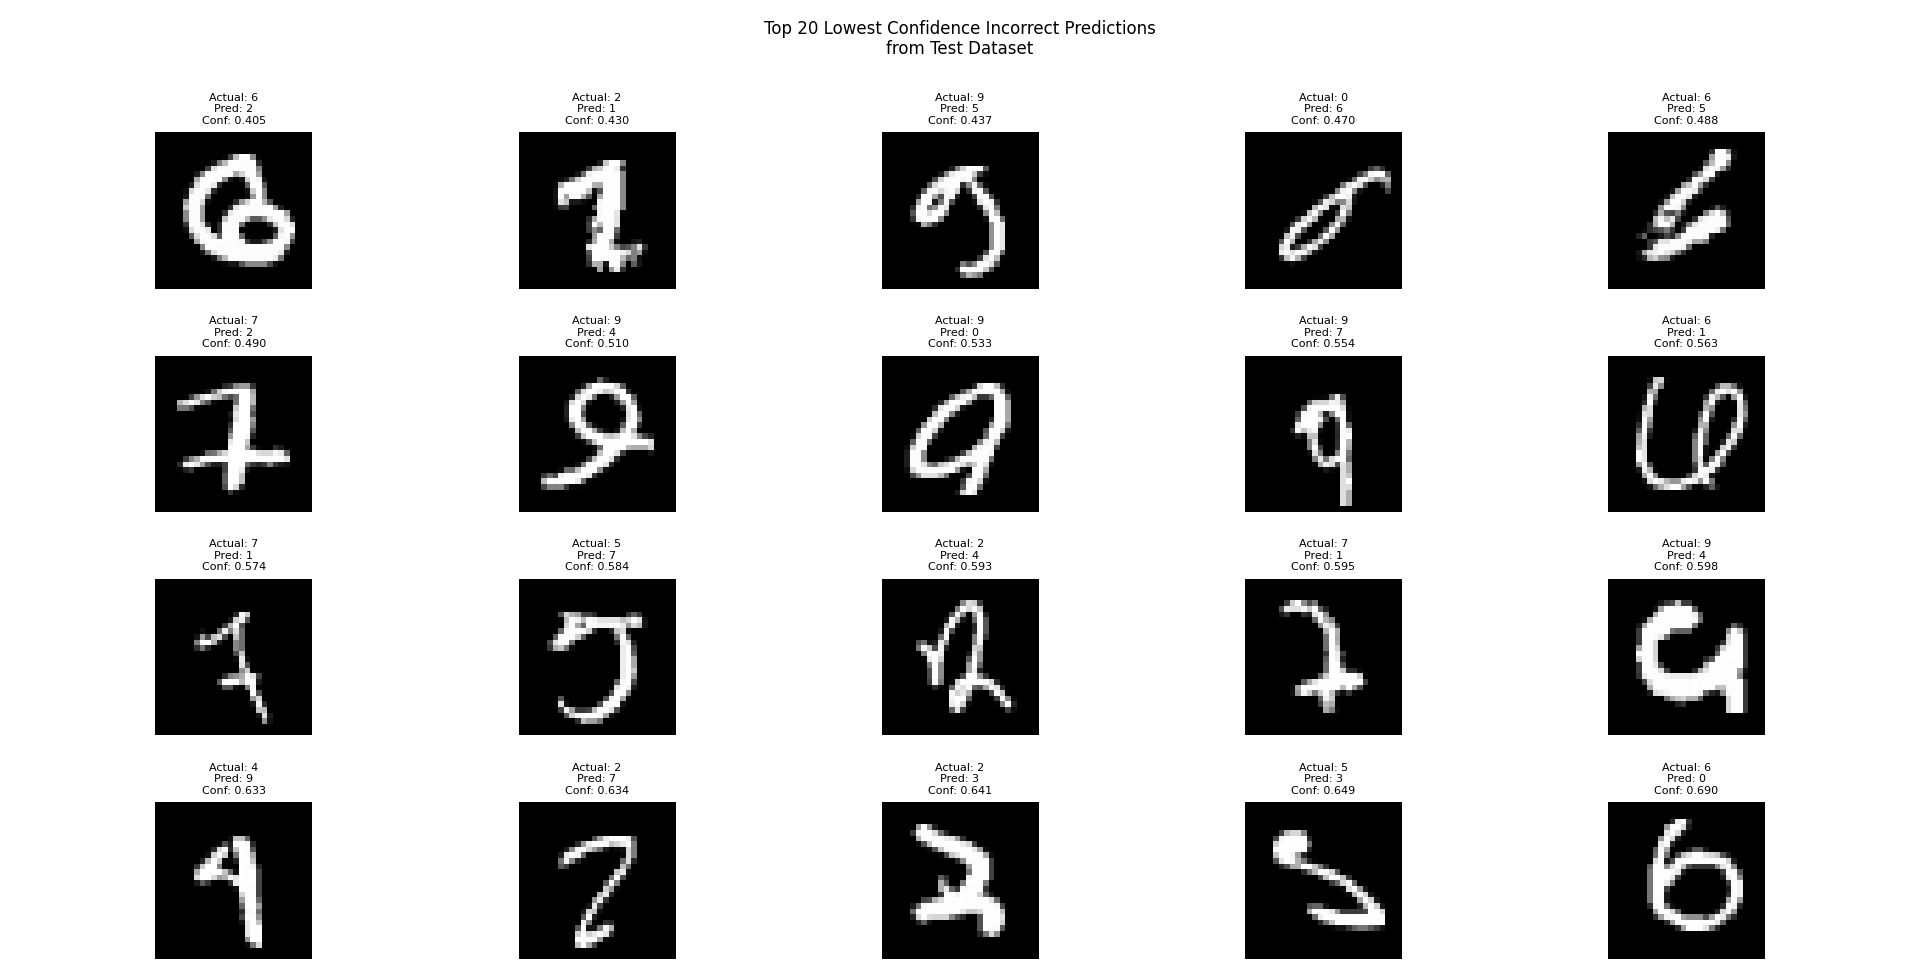 Top 20 Lowest Confidence Incorrect Predictions
from Test Dataset
Actual: 6
Pred: 2
Conf: 0.405
Actual: 2
Pred: 1
Conf: 0.430
Actual: 9
Pred: 5
Conf: 0.437
Actual: 0
Pred: 6
Conf: 0.470
Actual: 6
Pred: 5
Conf: 0.488
Actual: 7
Pred: 2
Conf: 0.490
Actual: 9
Pred: 4
Conf: 0.510
Actual: 9
Pred: 0
Conf: 0.533
Actual: 9
Pred: 7
Conf: 0.554
Actual: 6
Pred: 1
Conf: 0.563
Actual: 7
Pred: 1
Conf: 0.574
Actual: 5
Pred: 7
Conf: 0.584
Actual: 2
Pred: 4
Conf: 0.593
Actual: 7
Pred: 1
Conf: 0.595
Actual: 9
Pred: 4
Conf: 0.598
Actual: 4
Pred: 9
Conf: 0.633
Actual: 2
Pred: 7
Conf: 0.634
Actual: 2
Pred: 3
Conf: 0.641
Actual: 5
Pred: 3
Conf: 0.649
Actual: 6
Pred: 0
Conf: 0.690